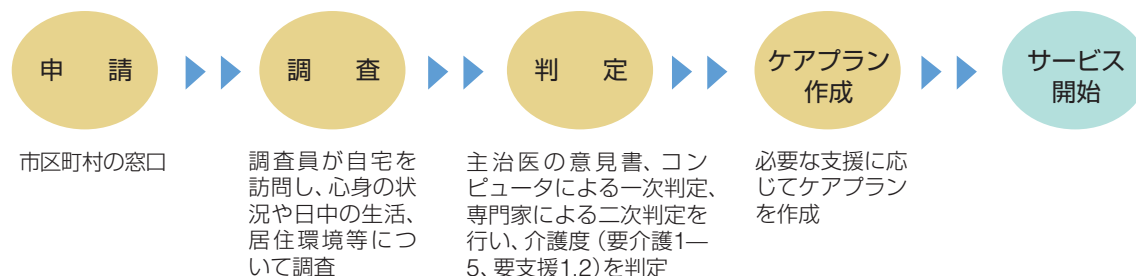 申 請
調 査
判 定
ケアプラン
作成
サービス
開始
市区町村の窓口
調査員が自宅を
訪問し、心身の状
況や日中の生活、
居住環境等につ
いて調査
主治医の意見書、コン
ピュータによる一次判定、
専門家による二次判定を
行い、介護度（要介護1—
5、要支援1,2）を判定
必要な支援に応
じてケアプラン
を作成